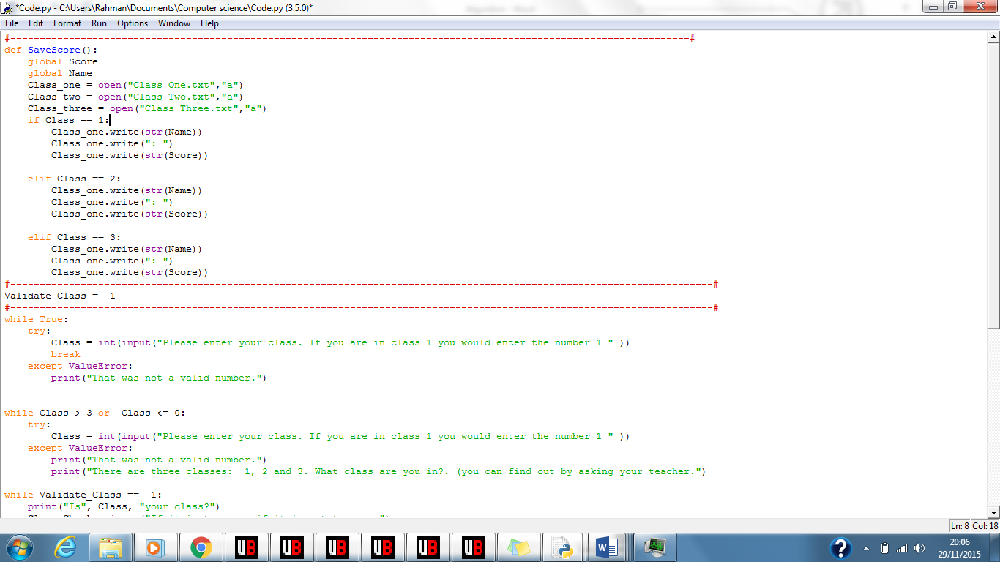 *Code.py - C:\Users\Rahman\Documents\Computer science\Code.py (3.5.0)*
File Edit Format Run Options Window Help
#-------------------------------------------------------------------------------------------------------------------#
def SaveScore():
    global Score
    global Name
    Class_one = open("Class One.txt","a")
    Class_two = open("Class Two.txt","a")
    Class_three = open("Class Three.txt","a")
    if Class == 1:
        Class_one.write(str(Name))
        Class_one.write(": ")
        Class_one.write(str(Score))

    elif Class == 2:
        Class_one.write(str(Name))
        Class_one.write(": ")
        Class_one.write(str(Score))

    elif Class == 3:
        Class_one.write(str(Name))
        Class_one.write(": ")
        Class_one.write(str(Score))
#-----------------------------------------------------------------------------------------------------------------------#
Validate_Class =  1
#-----------------------------------------------------------------------------------------------------------------------#
while True:
    try:
        Class = int(input("Please enter your class. If you are in class 1 you would enter the number 1 " ))
        break
    except ValueError:
        print("That was not a valid number.")

while Class > 3 or  Class <= 0:
    try:
        Class = int(input("Please enter your class. If you are in class 1 you would enter the number 1 " ))
    except ValueError:
        print("That was not a valid number.")
        print("There are three classes:  1, 2 and 3. What class are you in?. (you can find out by asking your teacher.")

while Validate_Class ==  1:
    print("Is", Class, "your class?")
Ln: 8 Col: 18
20:06
29/11/2015